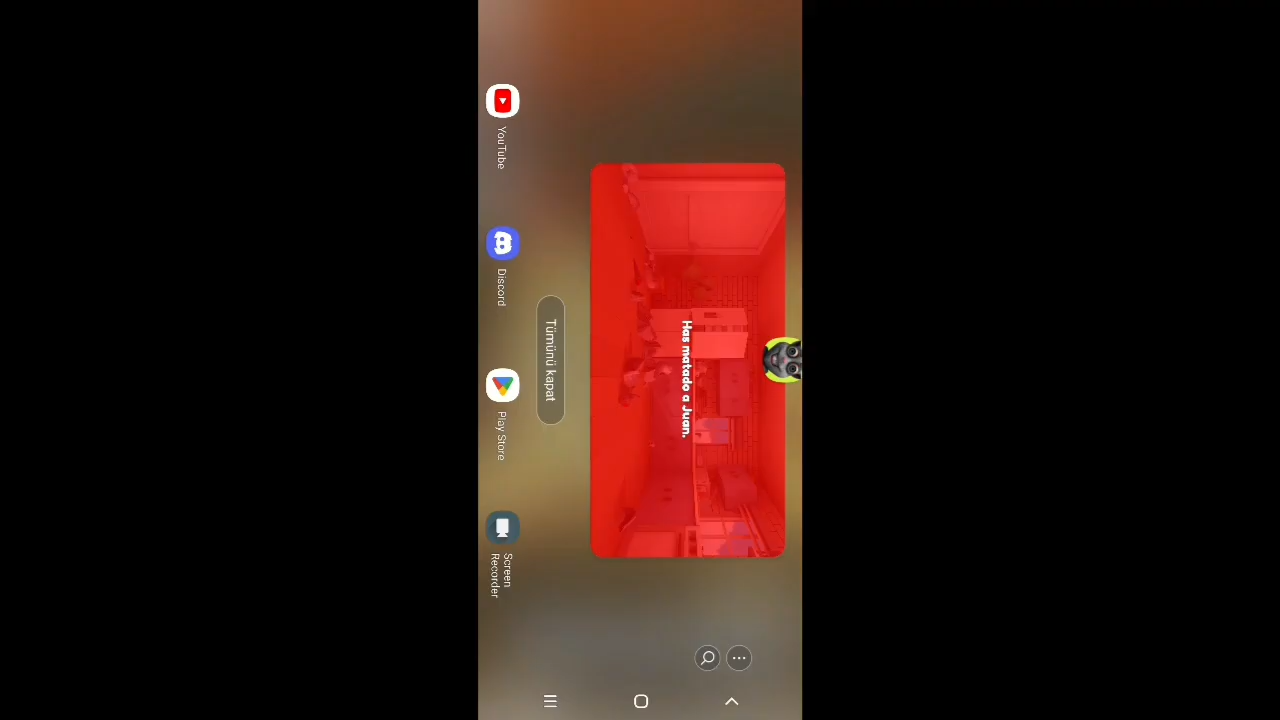 Has matado a Juan.
Tümünü kapat
YouTube
Discord
Play Store
Screen
Recorder